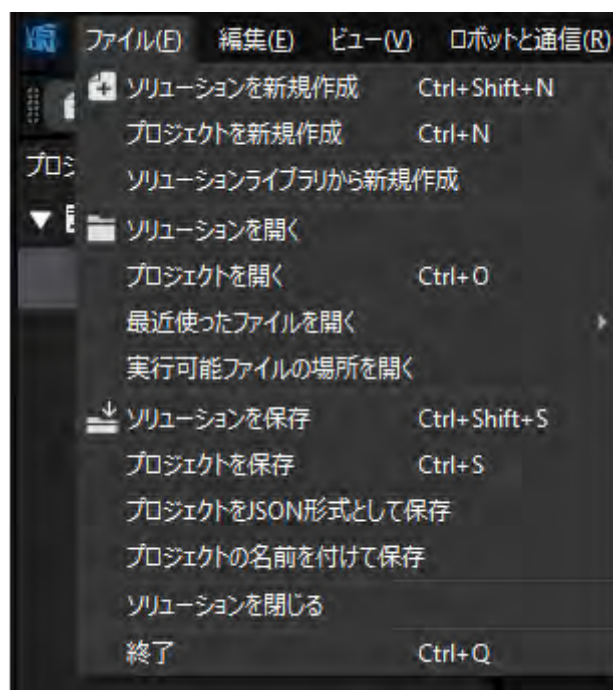 ファイル(F) 編集(E) ビュー(V) ロボットと通信(R)
ソリューションを新規作成 Ctrl+Shift+N
プロジェクトを新規作成 Ctrl+N
プロジ
ソリューションライブラリから新規作成
ソリューションを開く
プロジェクトを開く Ctrl+O
最近使ったファイルを開く
実行可能ファイルの場所を開く
ソリューションを保存 Ctrl+Shift+S
プロジェクトを保存 Ctrl+S
プロジェクトをJSON形式として保存
プロジェクトの名前を付けて保存
ソリューションを閉じる
終了 Ctrl+Q